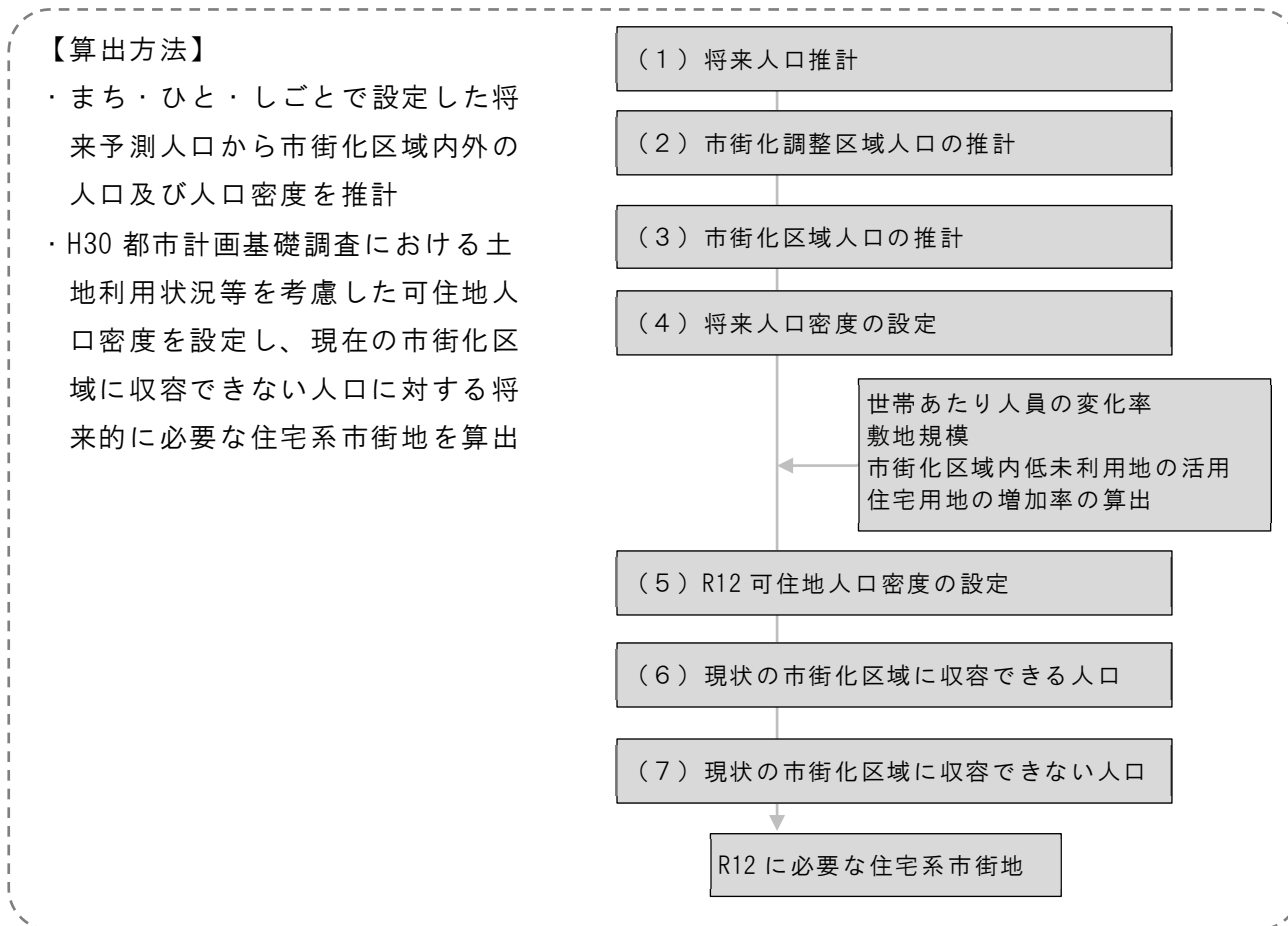 【算出方法】
・まち・ひと・しごとで設定した将
来予測人口から市街化区域内外の
人口及び人口密度を推計
・H30 都市計画基礎調査における土
地利用状況等を考慮した可住地人
口密度を設定し、現在の市街化区
域に収容できない人口に対する将
来的に必要な住宅系市街地を算出
（１）将来人口推計
（２）市街化調整区域人口の推計
（３）市街化区域人口の推計
（４）将来人口密度の設定
世帯あたり人員の変化率
敷地規模
市街化区域内低未利用地の活用
住宅用地の増加率の算出
（５）R12 可住地人口密度の設定
（６）現状の市街化区域に収容できる人口
（７）現状の市街化区域に収容できない人口
R12 に必要な住宅系市街地